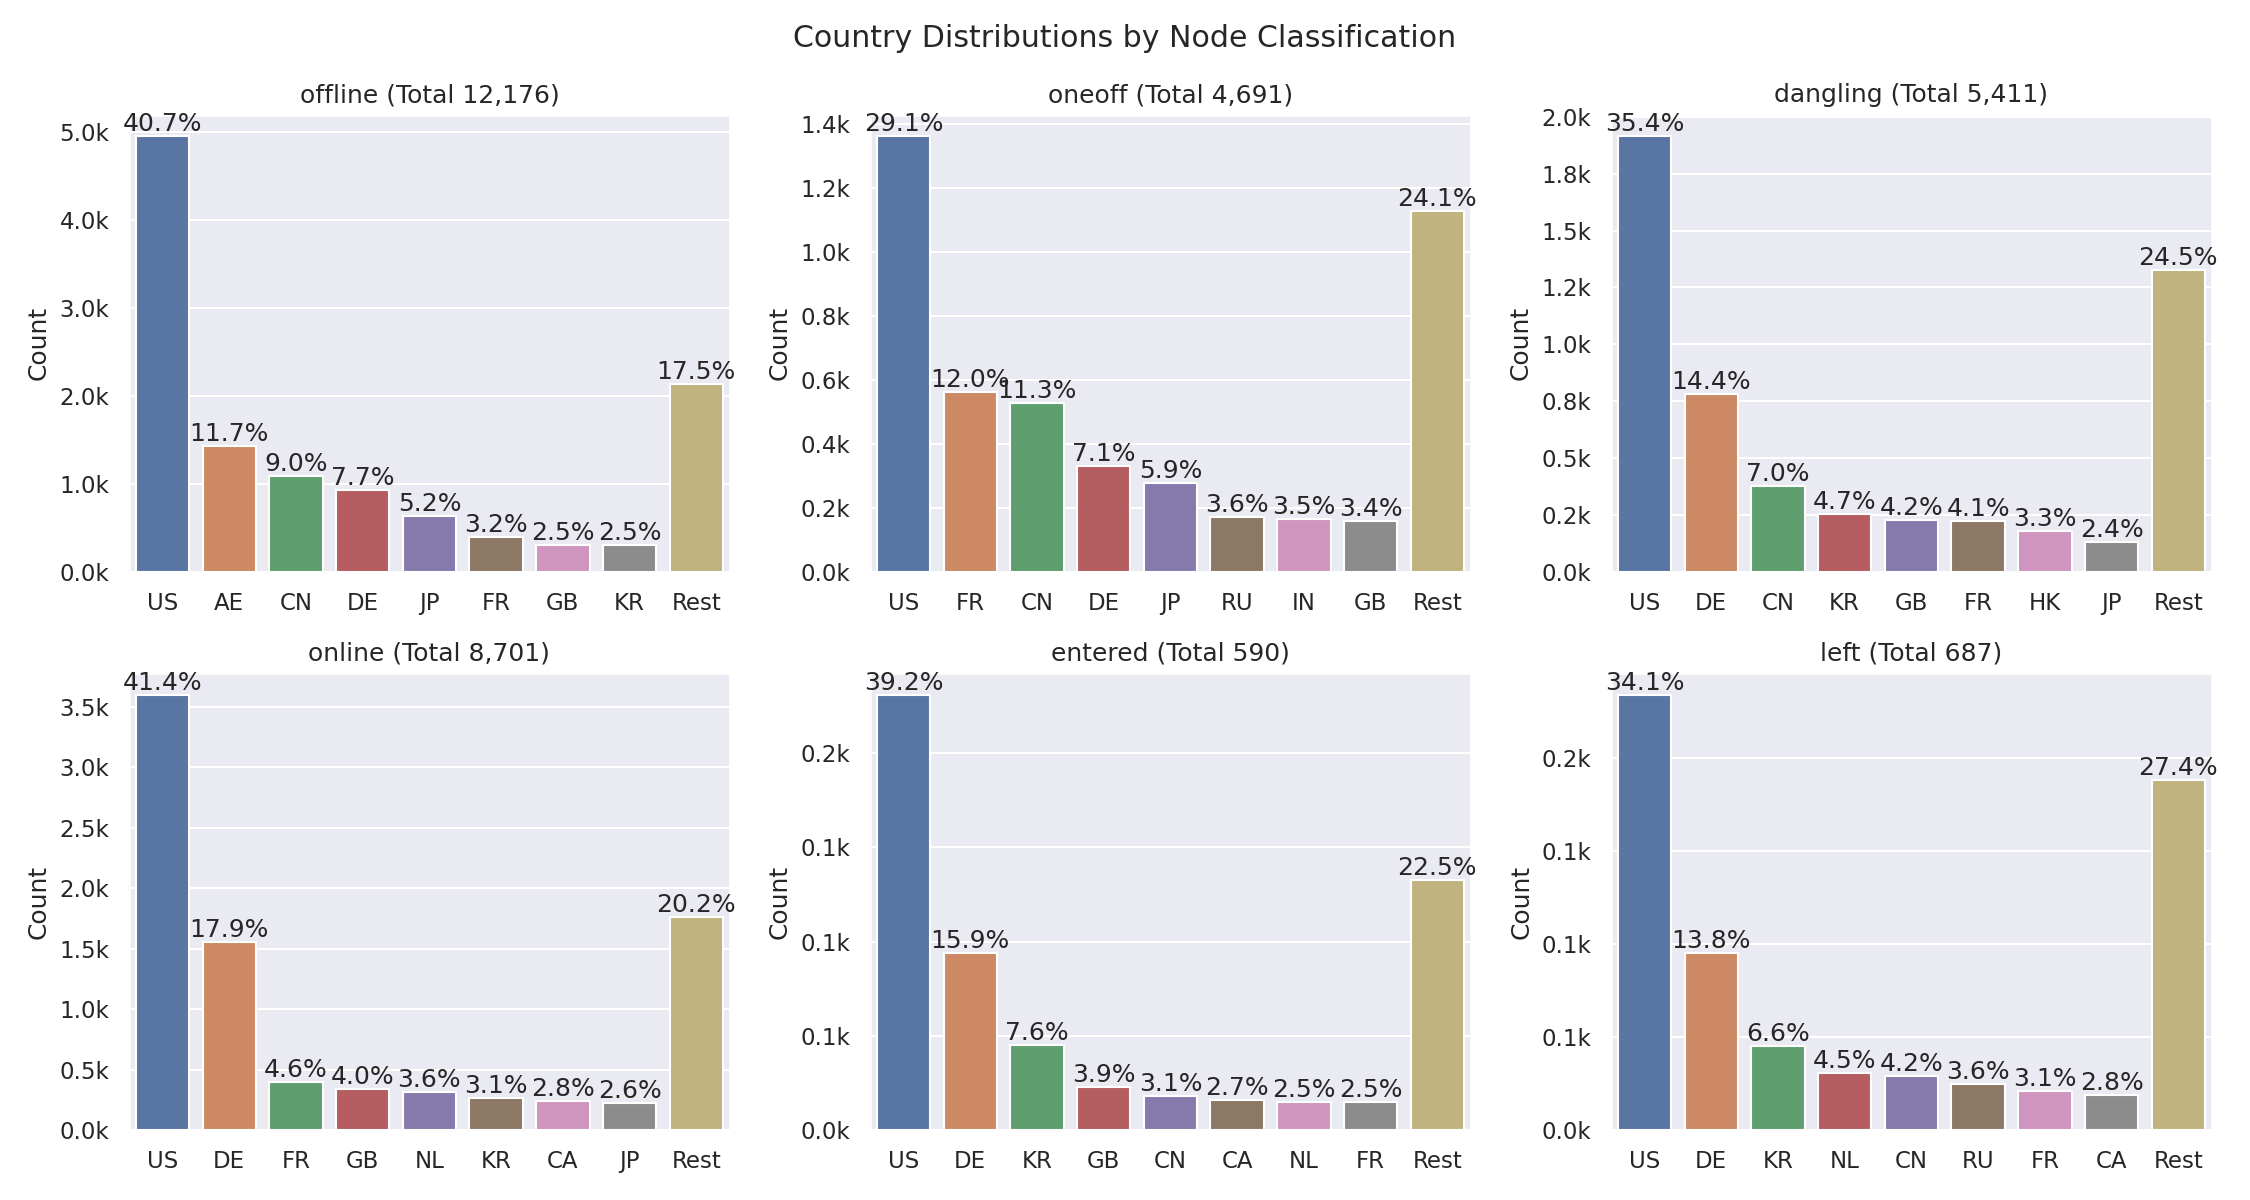 Country Distributions by Node Classification
offline (Total 12,176)
Count
5.0k
4.0k
3.0k
2.0k
1.0k
0.0k
40.7%
11.7%
9.0%
7.7%
5.2%
3.2%
2.5%
2.5%
17.5%
US AE CN DE JP FR GB KR Rest
oneoff (Total 4,691)
Count
1.4k
1.2k
1.0k
0.8k
0.6k
0.4k
0.2k
0.0k
29.1%
12.0%
11.3%
7.1%
5.9%
3.6%
3.5%
3.4%
24.1%
US FR CN DE JP RU IN GB Rest
dangling (Total 5,411)
Count
2.0k
1.8k
1.5k
1.2k
1.0k
0.8k
0.5k
0.2k
0.0k
35.4%
14.4%
7.0%
4.7%
4.2%
4.1%
3.3%
2.4%
24.5%
US DE CN KR GB FR HK JP Rest
online (Total 8,701)
Count
3.5k
3.0k
2.5k
2.0k
1.5k
1.0k
0.5k
0.0k
41.4%
17.9%
4.6%
4.0%
3.6%
3.1%
2.8%
2.6%
20.2%
US DE FR GB NL KR CA JP Rest
entered (Total 590)
Count
0.2k
0.1k
0.1k
0.1k
0.0k
39.2%
15.9%
7.6%
3.9%
3.1%
2.7%
2.5%
2.5%
22.5%
US DE KR GB CN CA NL FR Rest
left (Total 687)
Count
0.2k
0.1k
0.1k
0.1k
0.0k
34.1%
13.8%
6.6%
4.5%
4.2%
3.6%
3.1%
2.8%
27.4%
US DE KR NL CN RU FR CA Rest